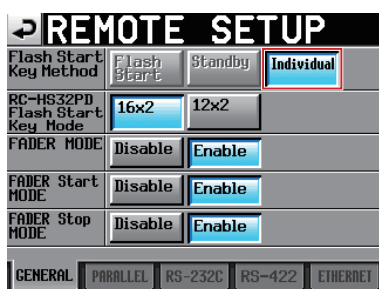 REMOTE SETUP
Flash Start Key Method
Flash Start
Standby
Individual
RC-HS32PD Flash Start Key Mode
16x2
12x2
FADER MODE
Disable
Enable
FADER Start MODE
Disable
Enable
FADER Stop MODE
Disable
Enable
GENERAL
PARALLEL
RS-232C
RS-422
ETHERNET